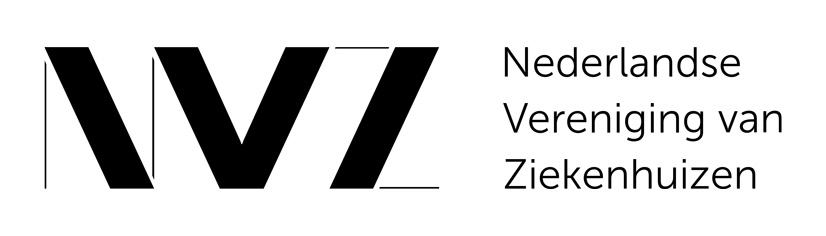 NVZ
Nederlandse
Vereniging van
Ziekenhuizen